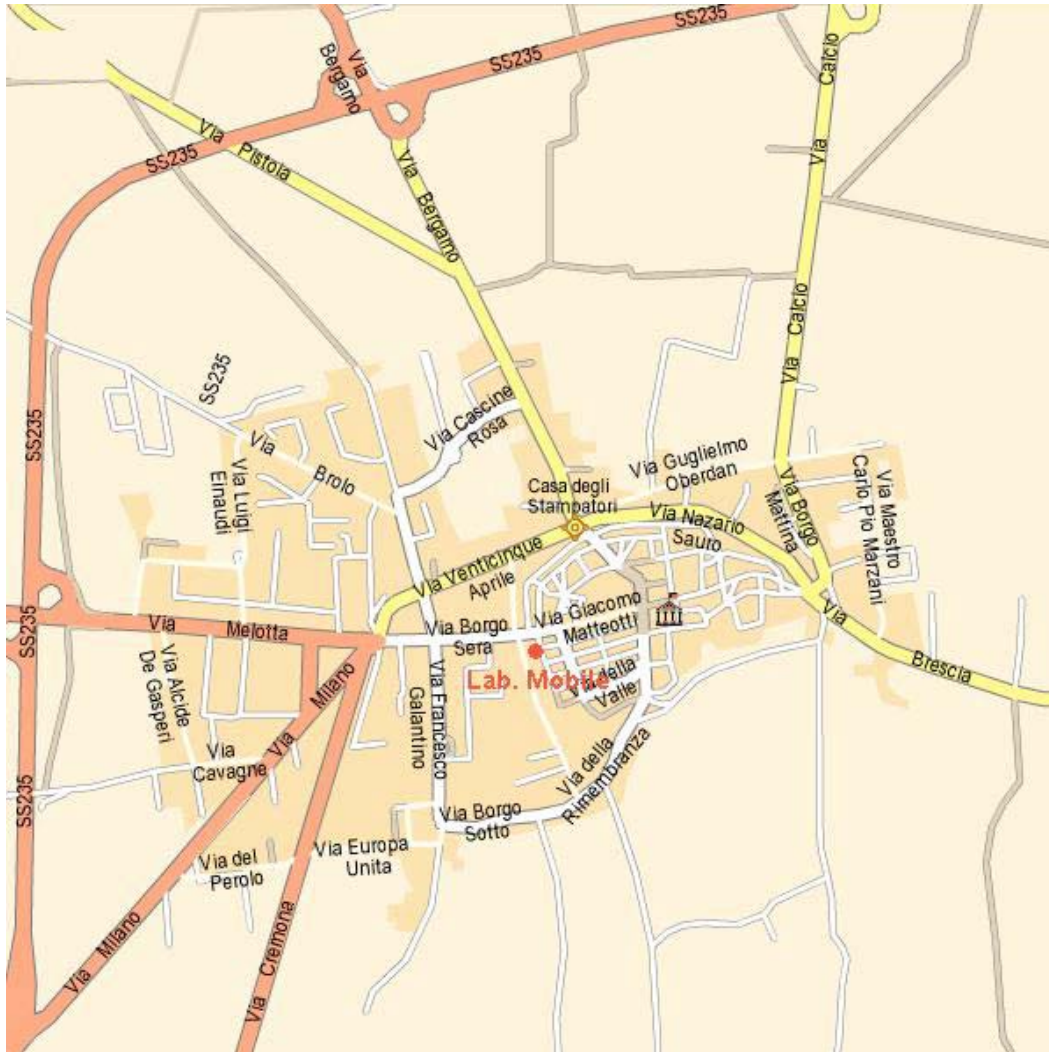 SS235
Via
Bergamo
SS235
Via
Calcio
Via
Pistoia
Via
Bergamo
Via
Calcio
SS235
SS235
Via Cascine
Rosa
Via
Brolo
Via Luigi
Einaudi
Casa degli
Stampatori
Via Guglielmo
Oberdan
Via Nazario
Sauro
Via Borgo
Mattina
Via Maestro
Carlo Pio Marzani
Via Venticinque
Aprile
Via
Melotta
Via Borgo
Sera
Via Giacomo
Matteotti
Via
Brescia
SS235
Via Alcide
De Gasperi
Via
Milano
Via Francesco
Galantino
Lab. Mobile
Via della
Valle
Via
Cavagne
Via della
Rimembranza
SS235
Via Borgo
Sotto
Via Europa
Unita
Via del
Perolo
Via
Milano
Via
Cremona
SS235